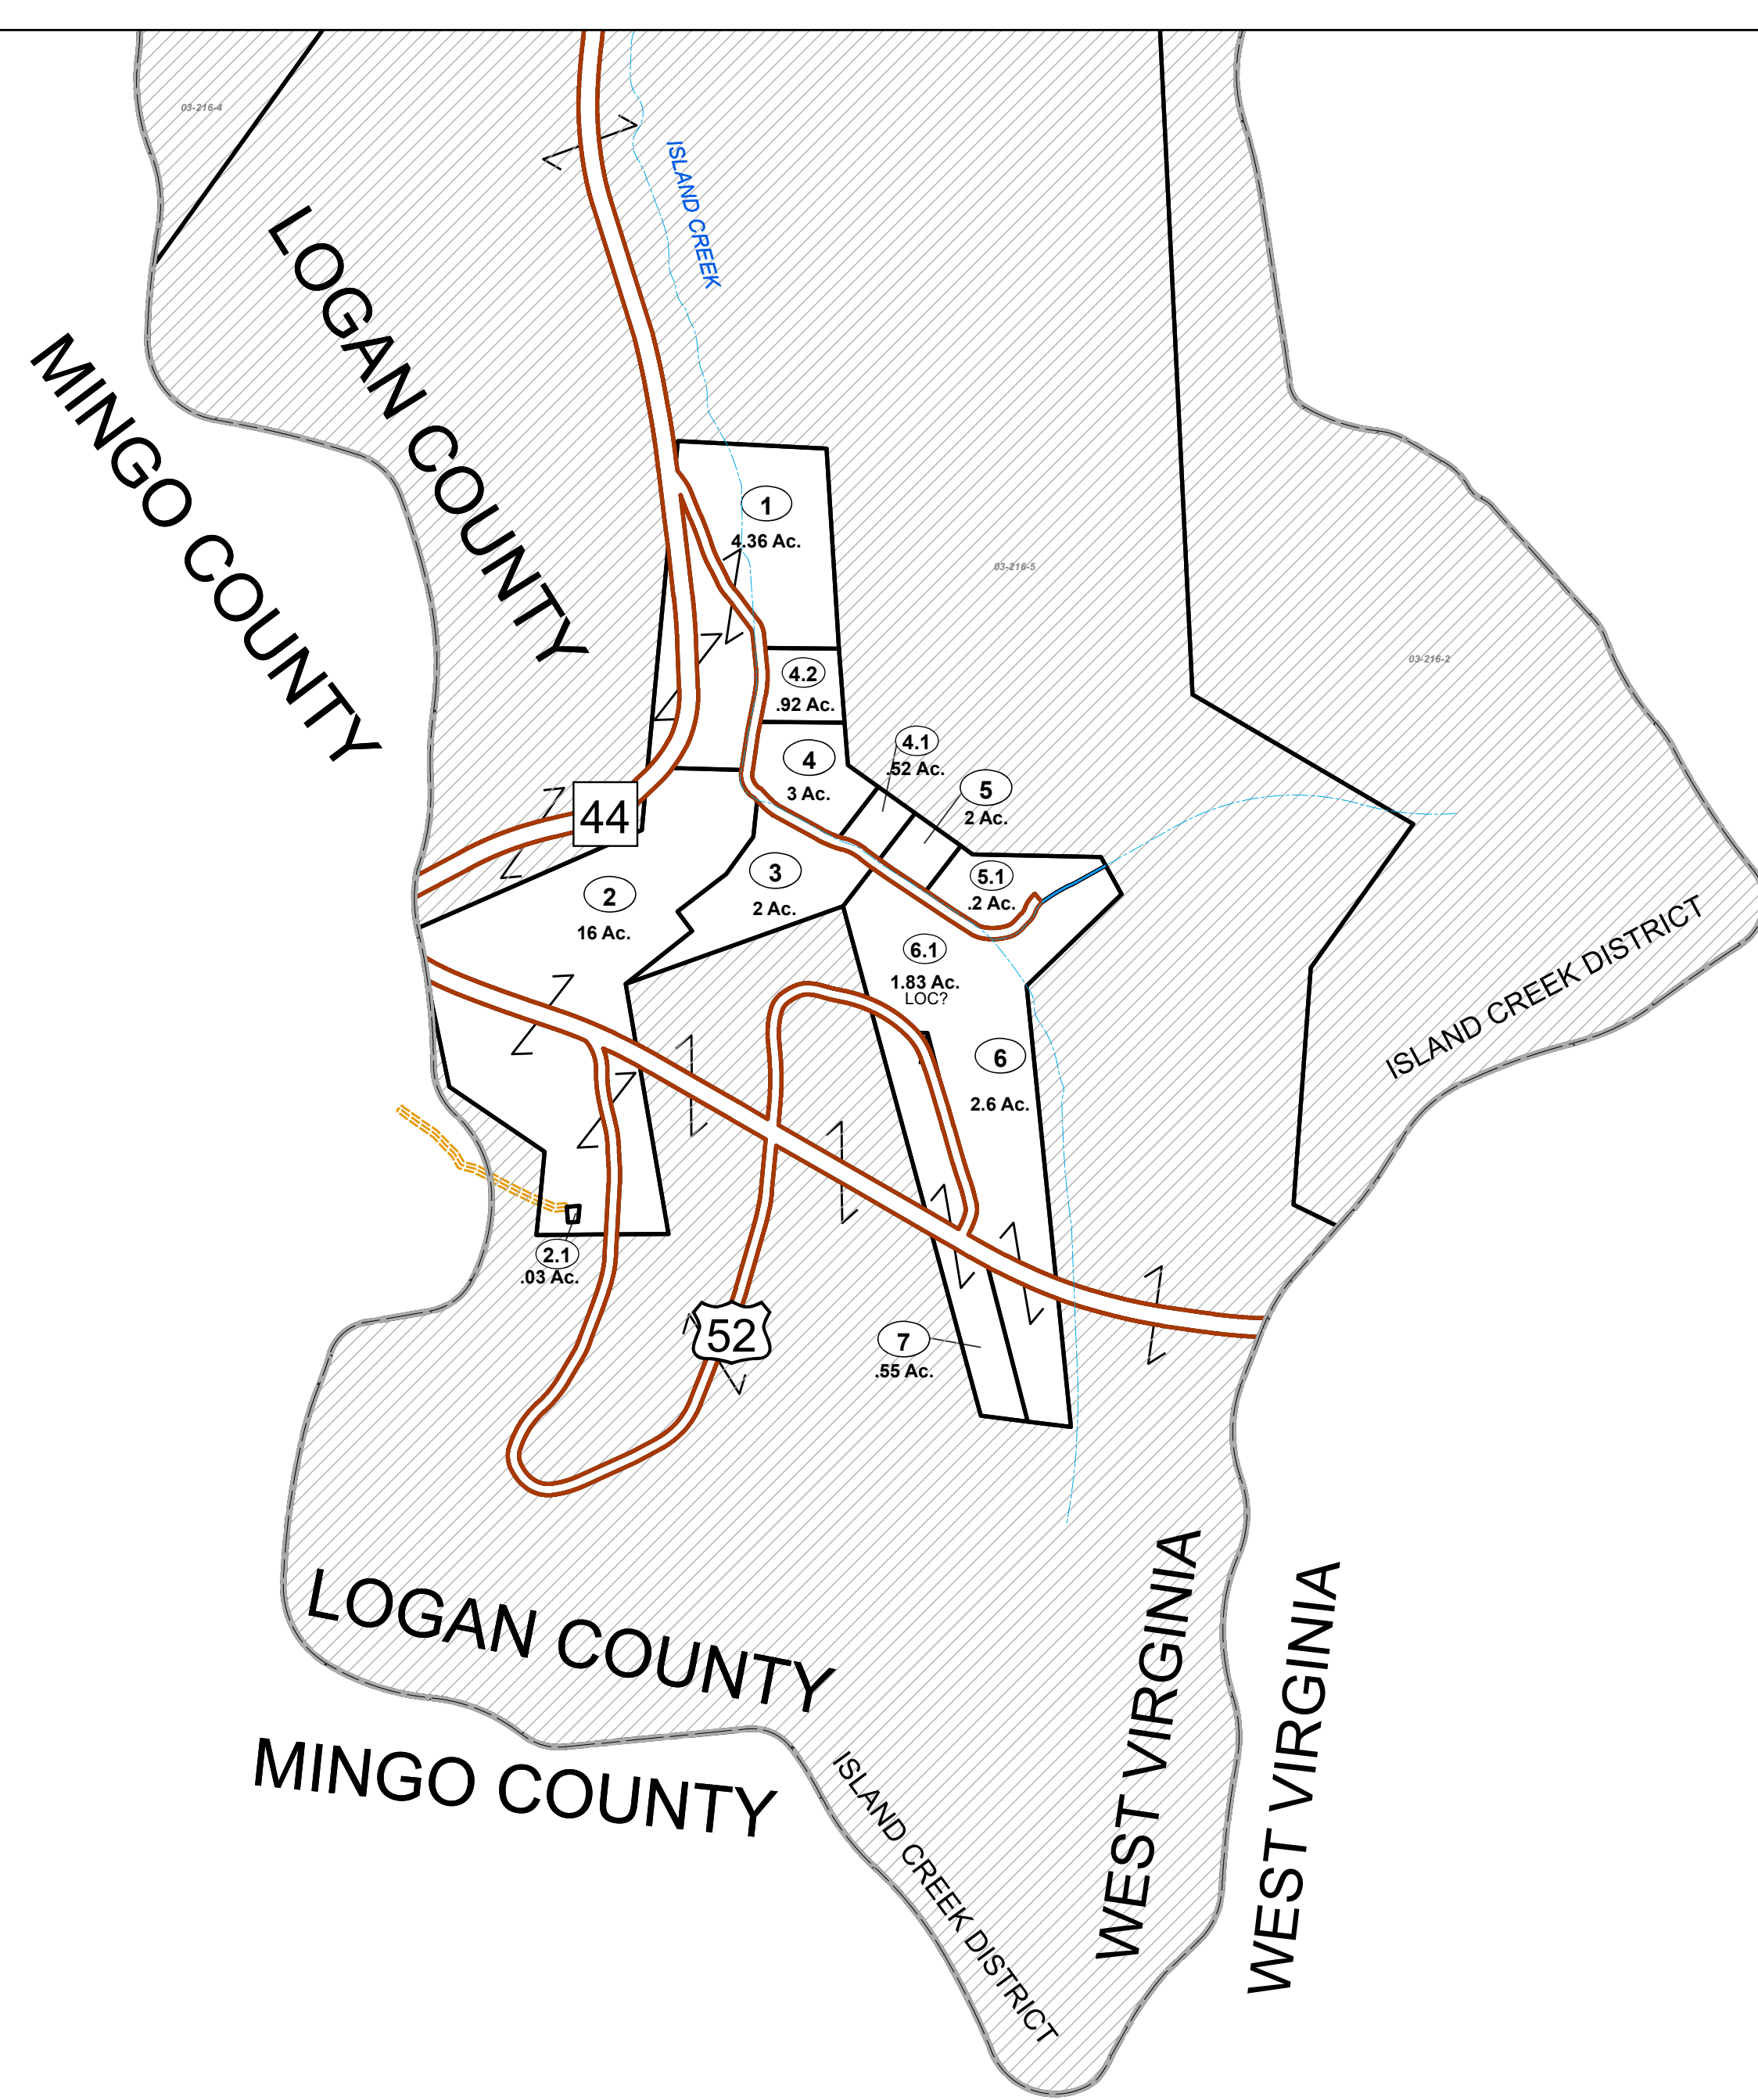 03-216-4
ISLAND CREEK
LOGAN COUNTY
MINGO COUNTY
1
4.36 Ac.
03-216-5
03-216-2
4.2
.92 Ac.
4.1
.52 Ac.
4
3 Ac.
5
2 Ac.
44
3
2 Ac.
5.1
.2 Ac.
2
16 Ac.
6.1
1.83 Ac.
LOC?
ISLAND CREEK DISTRICT
6
2.6 Ac.
2.1
.03 Ac.
52
7
.55 Ac.
LOGAN COUNTY
MINGO COUNTY
WEST VIRGINIA
WEST VIRGINIA
ISLAND CREEK DISTRICT